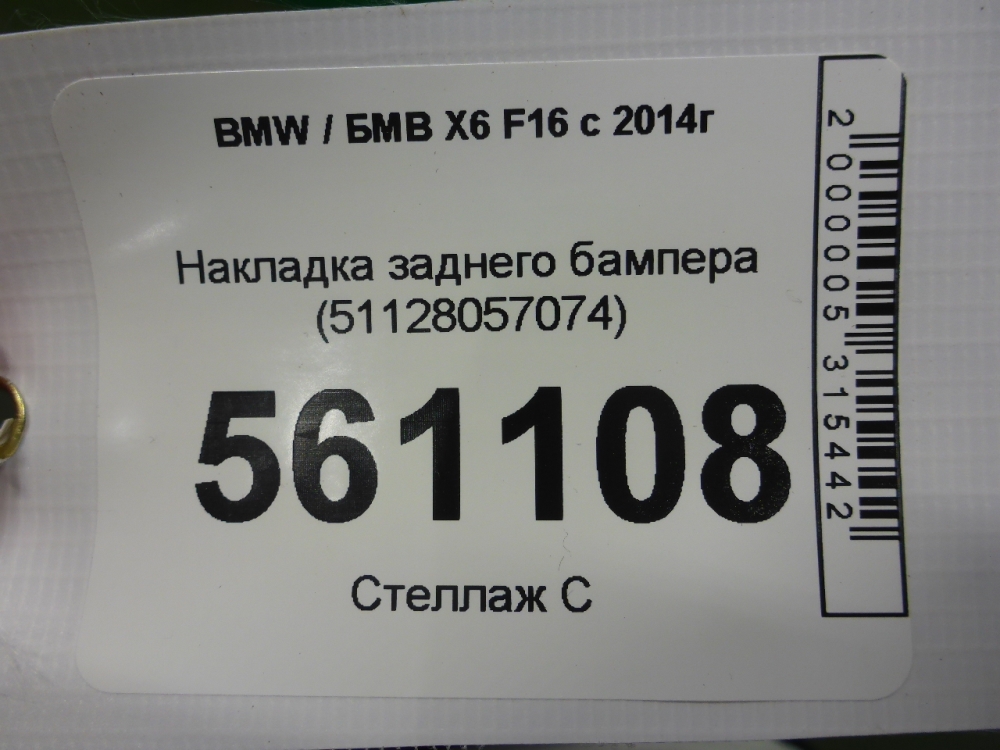 BMW / БМВ X6 F16 с 2014г
Накладка заднего бампера
(51128057074)
561108
Стеллаж С
2000005315442